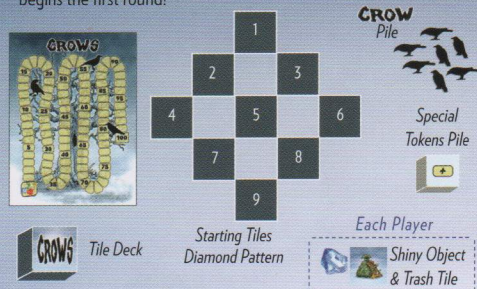 begins the first round!
CROWS
CROW
Pile
1
2 3
4 5 6
7 8
9
Special
Tokens Pile
CROWS
Tile Deck
Starting Tiles
Diamond Pattern
Each Player
Shiny Object
& Trash Tile